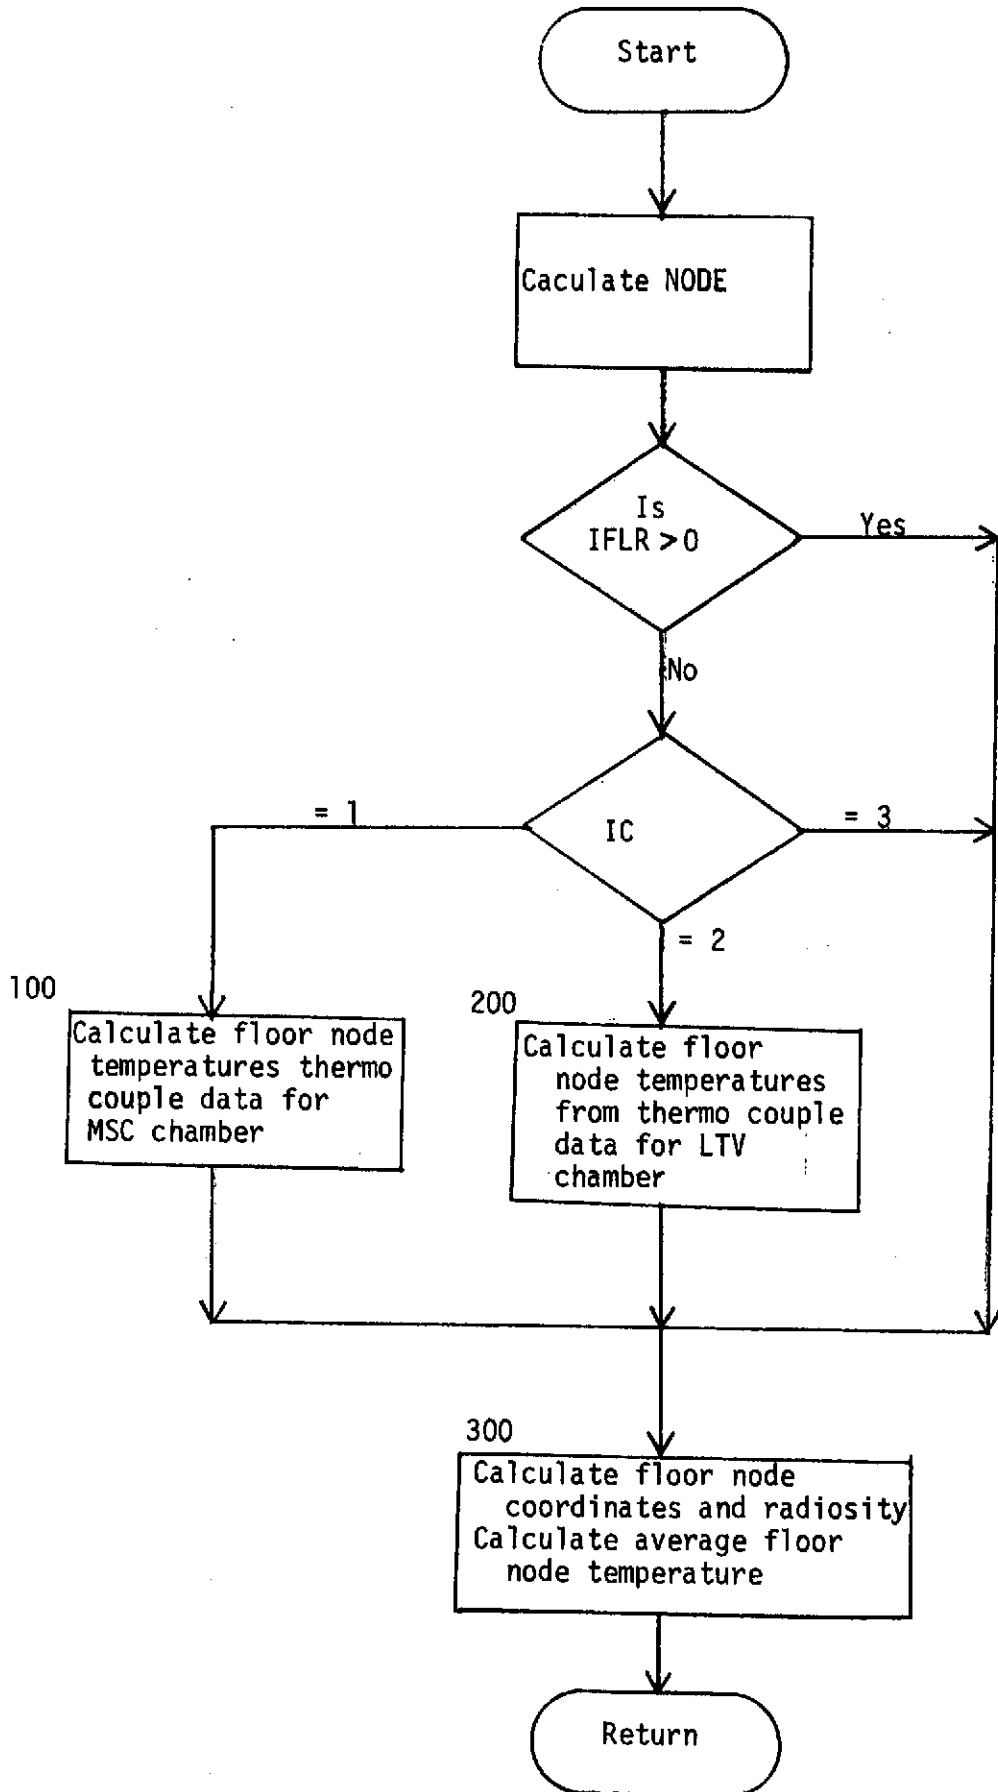 Start
Caculate NODE
Is
IFLR > 0
Yes
No
= 1
IC
= 3
= 2
100
Calculate floor node
temperatures thermo
couple data for
MSC chamber
200
Calculate floor
node temperatures
from thermo couple
data for LTV
chamber
300
Calculate floor node
coordinates and radiosity
Calculate average floor
node temperature
Return